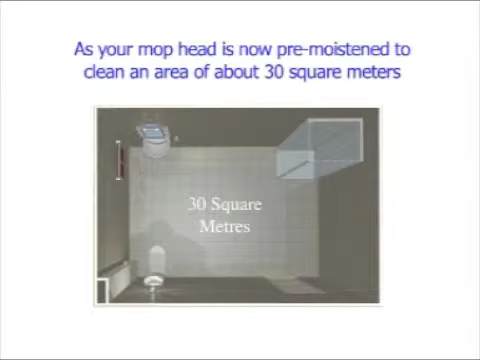 As your mop head is now pre-moistened to
clean an area of about 30 square meters
30 Square
Metres